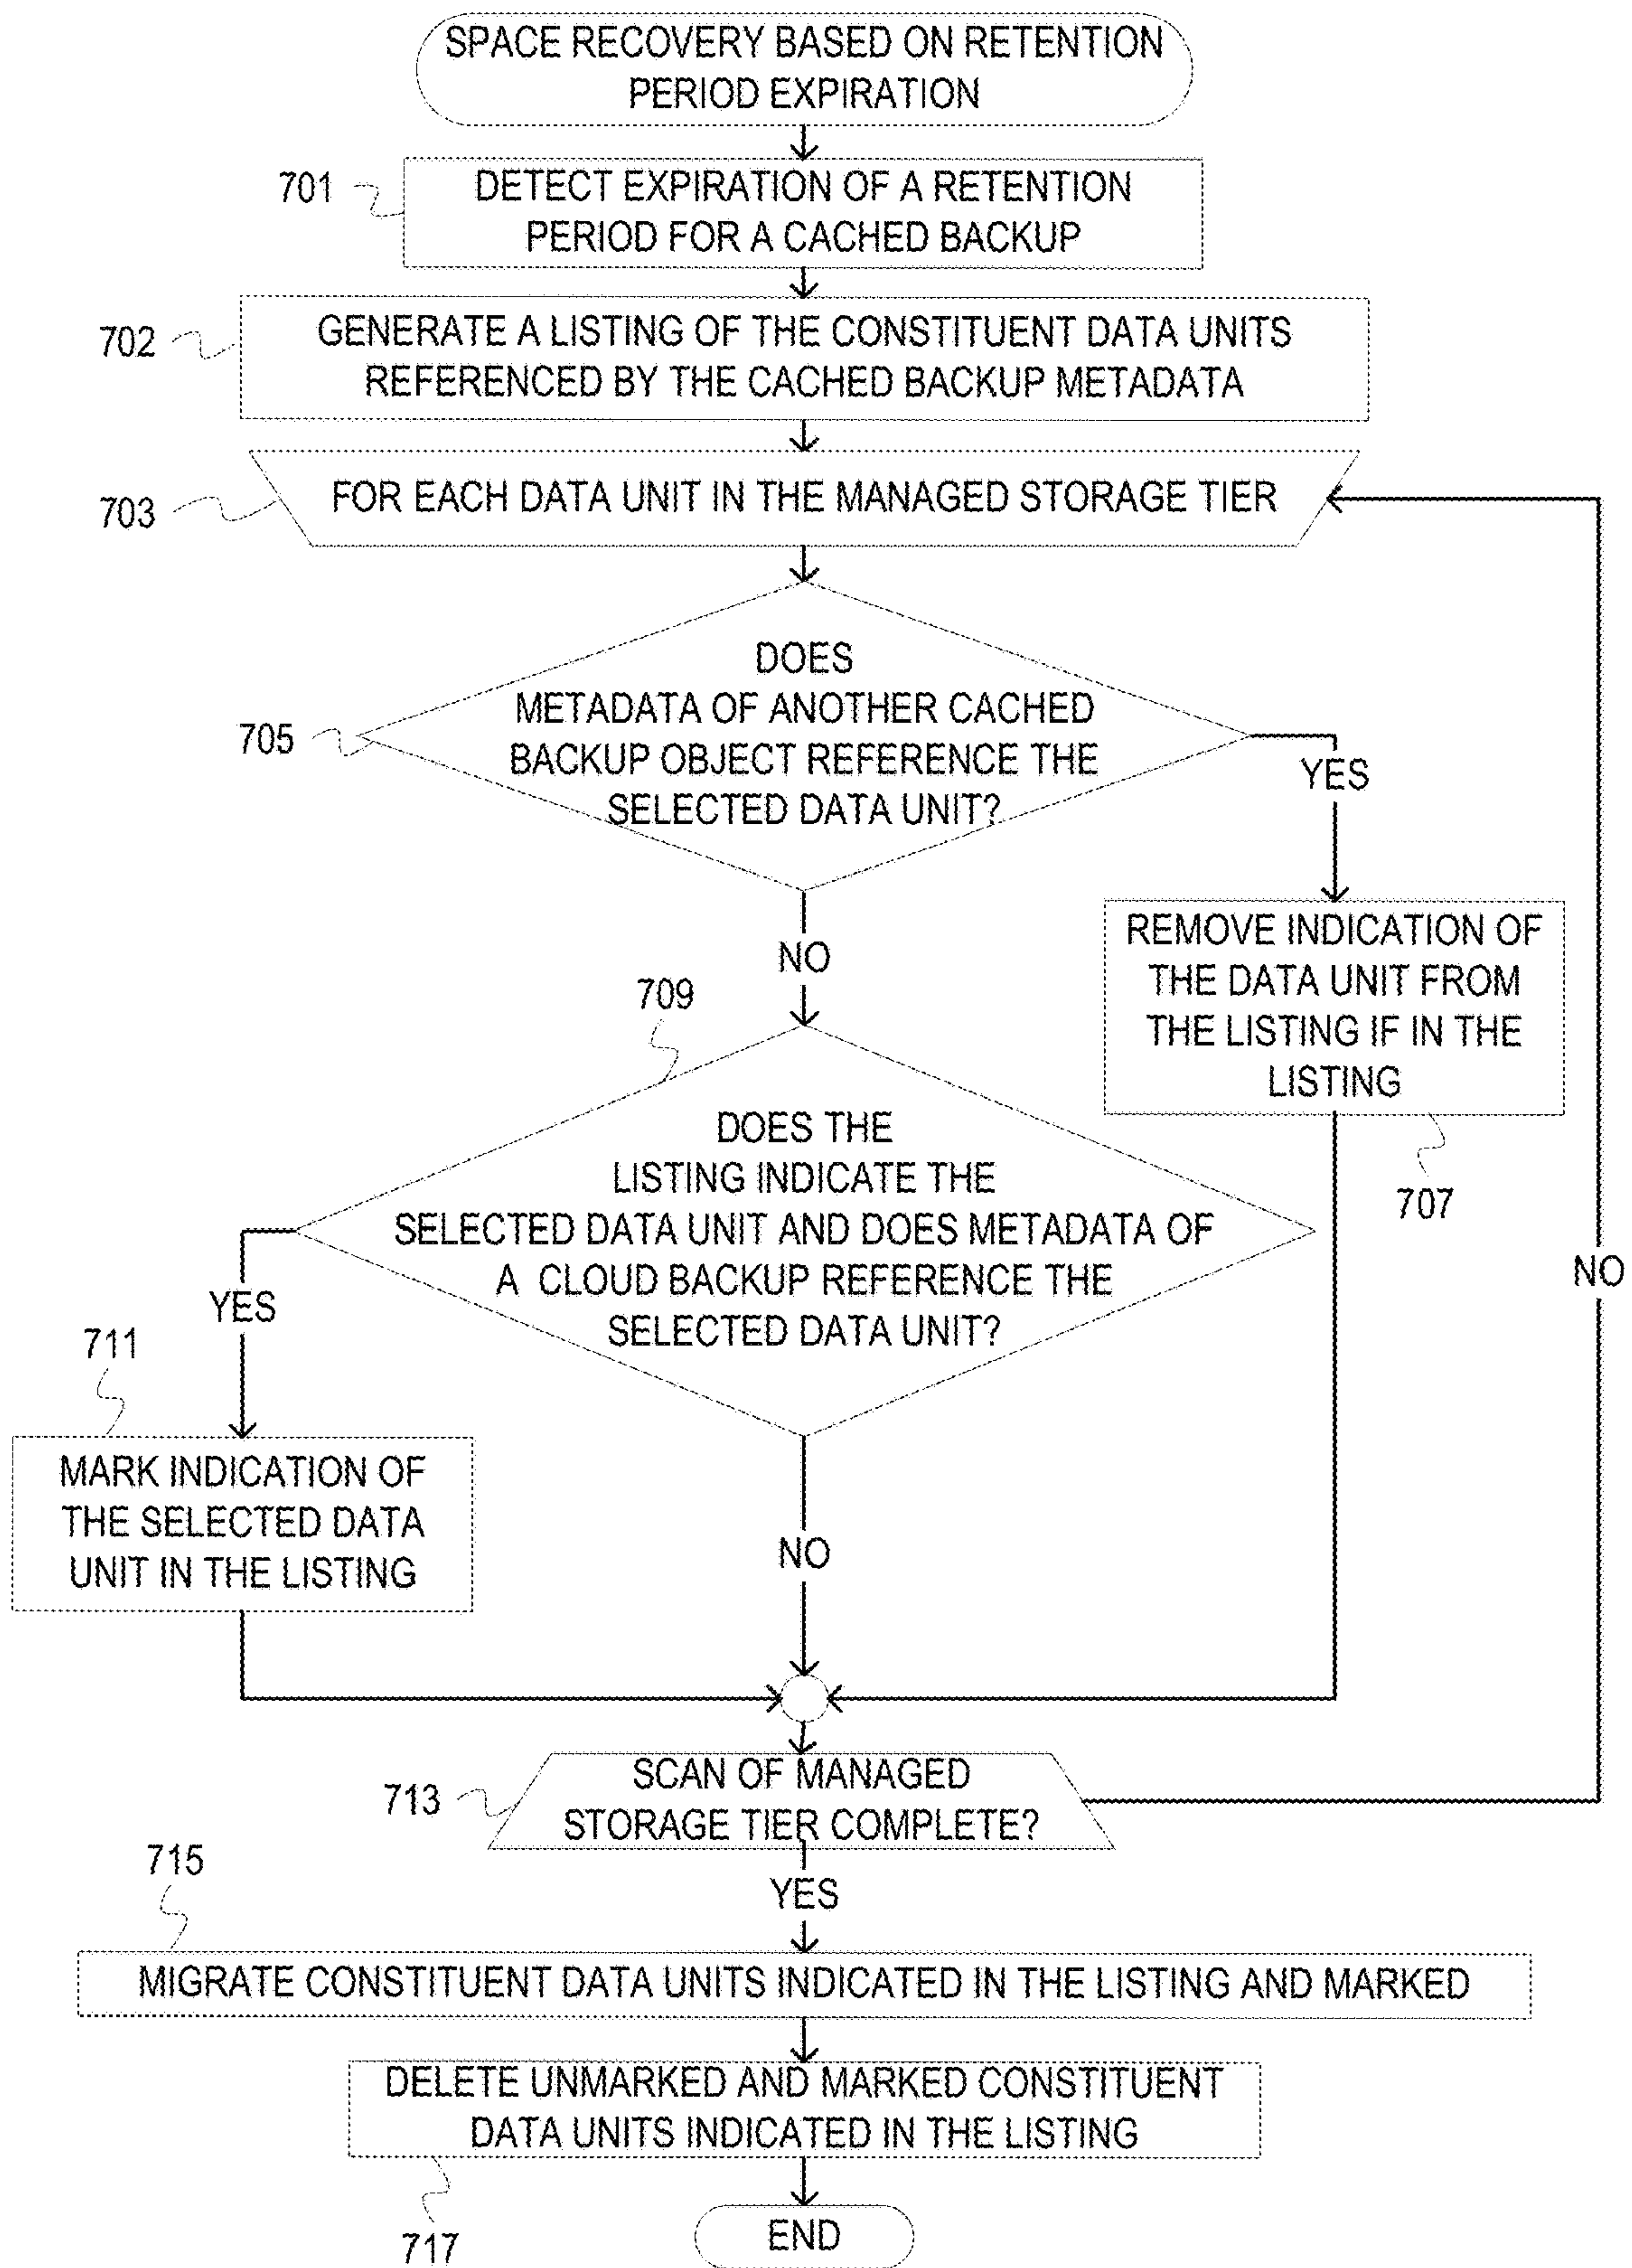 SPACE RECOVERY BASED ON RETENTION
PERIOD EXPIRATION
701
DETECT EXPIRATION OF A RETENTION
PERIOD FOR A CACHED BACKUP
702
GENERATE A LISTING OF THE CONSTITUENT DATA UNITS
REFERENCED BY THE CACHED BACKUP METADATA
703
FOR EACH DATA UNIT IN THE MANAGED STORAGE TIER
705
DOES
METADATA OF ANOTHER CACHED
BACKUP OBJECT REFERENCE THE
SELECTED DATA UNIT?
YES
NO
REMOVE INDICATION OF
THE DATA UNIT FROM
THE LISTING IF IN THE
LISTING
707
709
DOES THE
LISTING INDICATE THE
SELECTED DATA UNIT AND DOES METADATA OF
A CLOUD BACKUP REFERENCE THE
SELECTED DATA UNIT?
YES
NO
711
MARK INDICATION OF
THE SELECTED DATA
UNIT IN THE LISTING
NO
713
SCAN OF MANAGED
STORAGE TIER COMPLETE?
YES
715
MIGRATE CONSTITUENT DATA UNITS INDICATED IN THE LISTING AND MARKED
DELETE UNMARKED AND MARKED CONSTITUENT
DATA UNITS INDICATED IN THE LISTING
717
END